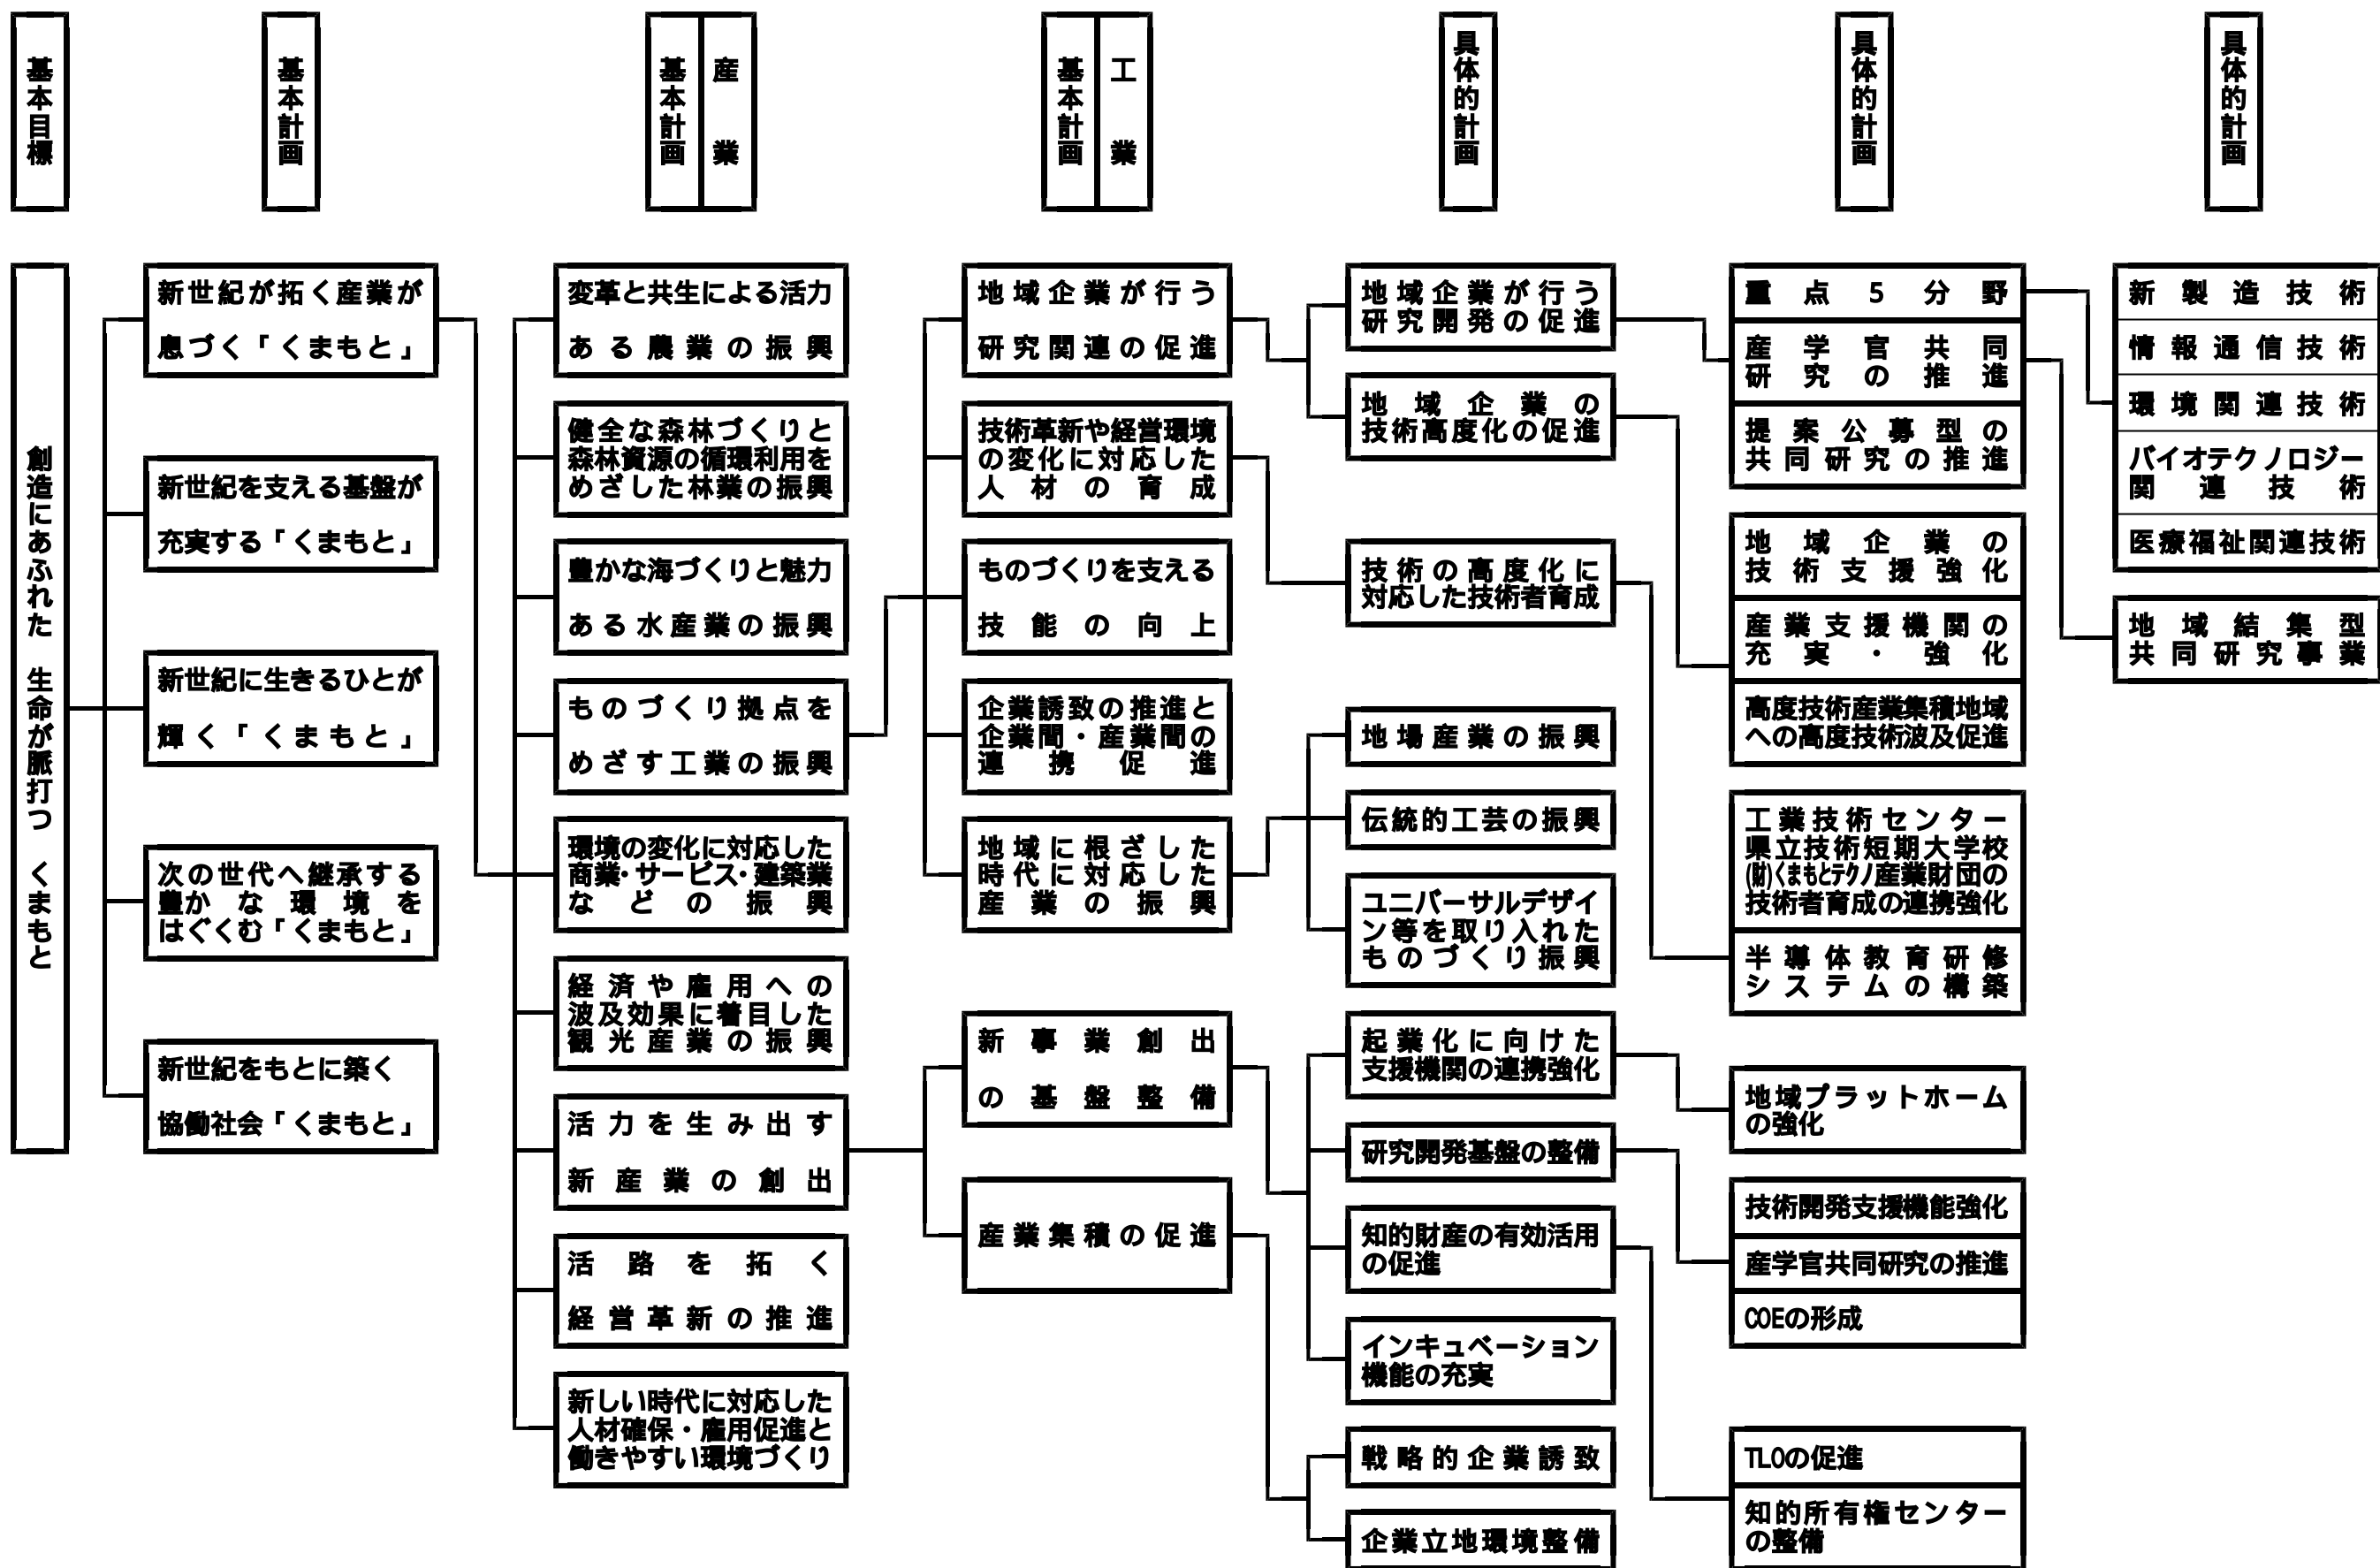 基本目標
基本計画
産業
基本計画
工業
基本計画
具体的計画
具体的計画
具体的計画
創造にあふれた 生命が脈打つ くまもと
新世紀が拓く産業が
息づく「くまもと」
新世紀を支える基盤が
充実する「くまもと」
新世紀に生きるひとが
輝く「くまもと」
次の世代へ継承する
豊かな環境を
はぐくむ「くまもと」
新世紀をもとに築く
協働社会「くまもと」
変革と共生による活力
ある農業の振興
健全な森林づくりと
森林資源の循環利用を
めざした林業の振興
豊かな海づくりと魅力
ある水産業の振興
ものづくり拠点を
めざす工業の振興
環境の変化に対応した
商業・サービス・建築業
などの振興
経済や雇用への
波及効果に着目した
観光産業の振興
活力を生み出す
新産業の創出
活路を拓く
経営革新の推進
新しい時代に対応した
人材確保・雇用促進と
働きやすい環境づくり
地域企業が行う
研究関連の促進
技術革新や経営環境
の変化に対応した
人材の育成
ものづくりを支える
技能の向上
企業誘致の推進と
企業間・産業間の
連携促進
地域に根ざした
時代に対応した
産業の振興
新事業創出
の基盤整備
産業集積の促進
地域企業が行う
研究開発の促進
地域企業の
技術高度化の促進
技術の高度化に
対応した技術者育成
地場産業の振興
伝統的工芸の振興
ユニバーサルデザイ
ン等を取り入れた
ものづくり振興
起業化に向けた
支援機関の連携強化
研究開発基盤の整備
知的財産の有効活用
の促進
インキュベーション
機能の充実
戦略的企業誘致
企業立地環境整備
重点5分野
産学官共同
研究の推進
提案公募型の
共同研究の推進
地域企業の
技術支援強化
産業支援機関の
充実・強化
高度技術産業集積地域
への高度技術波及促進
工業技術センター
県立技術短期大学校
(財)くまもとテクノ産業財団の
技術者育成の連携強化
半導体教育研修
システムの構築
地域プラットホーム
の強化
技術開発支援機能強化
産学官共同研究の推進
COEの形成
TLOの促進
知的所有権センター
の整備
新製造技術
情報通信技術
環境関連技術
バイオテクノロジー
関連技術
医療福祉関連技術
地域結集型
共同研究事業